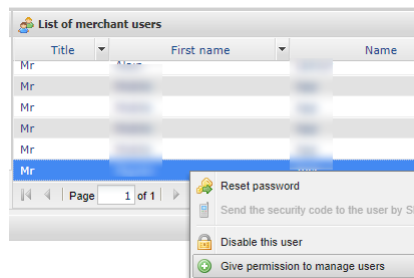 List of merchant users
Title First name Name
Mr
Mr
Mr
Mr
Mr
Mr
Page 1 of 1
Reset password
Send the security code to the user by
Disable this user
Give permission to manage users